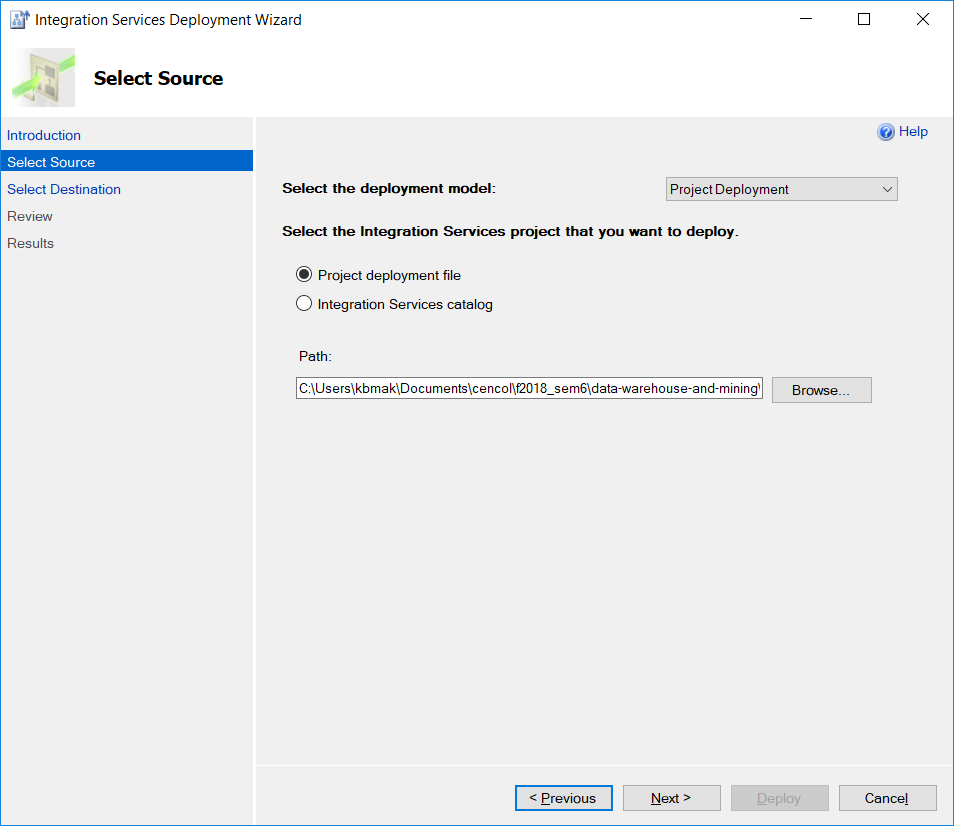 Integration Services Deployment Wizard
Select Source
Introduction
Select Source
Select Destination
Review
Results
Help
Select the deployment model:
Project Deployment
Select the Integration Services project that you want to deploy.
Project deployment file
Integration Services catalog
Path:
C:\Users\kbmak\Documents\cencol\f2018_sem6\data-warehouse-and-mining\
Browse...
< Previous
Next >
Deploy
Cancel